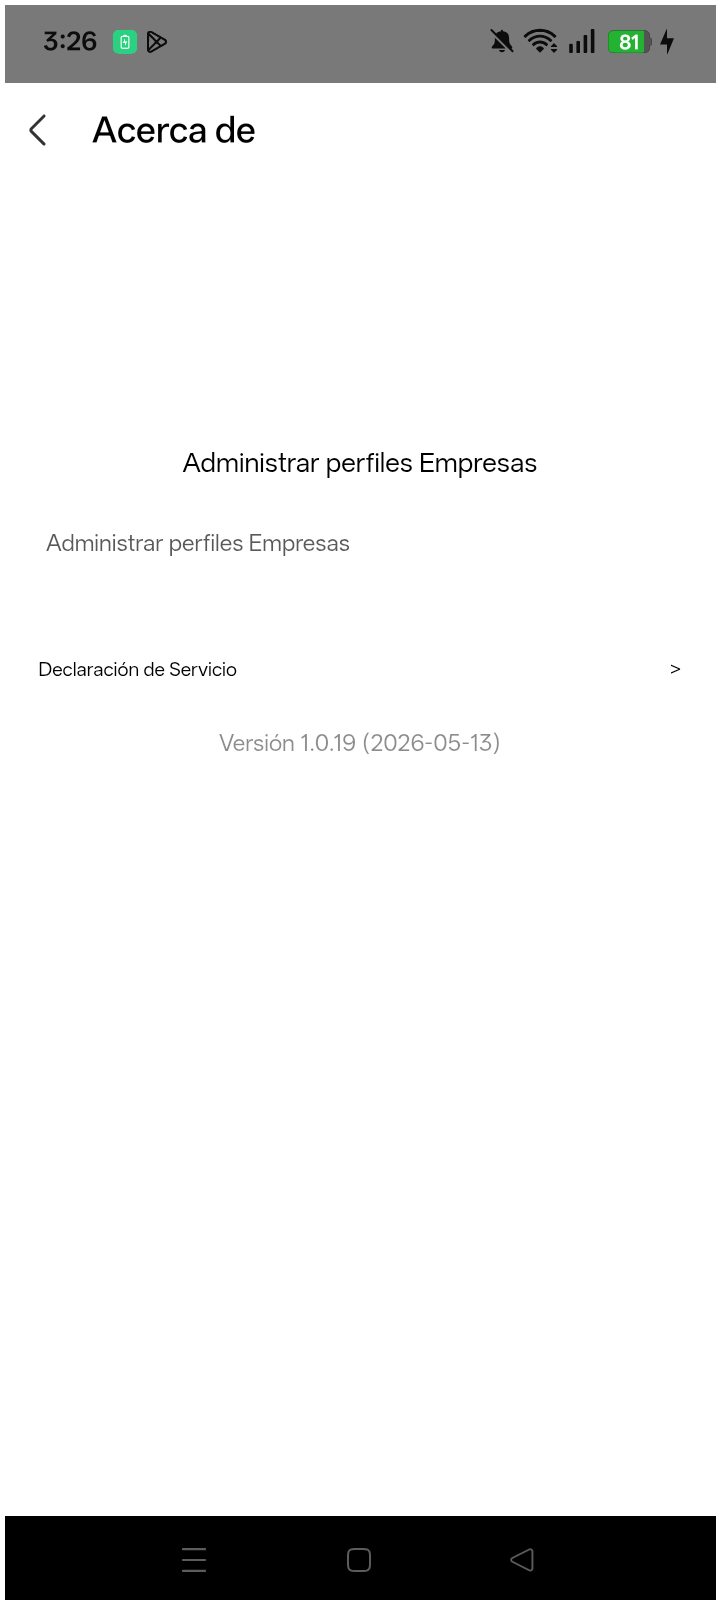 3:26
81
Acerca de
Administrar perfiles Empresas
Administrar perfiles Empresas
Declaración de Servicio >
Versión 1.0.19 (2026-05-13)